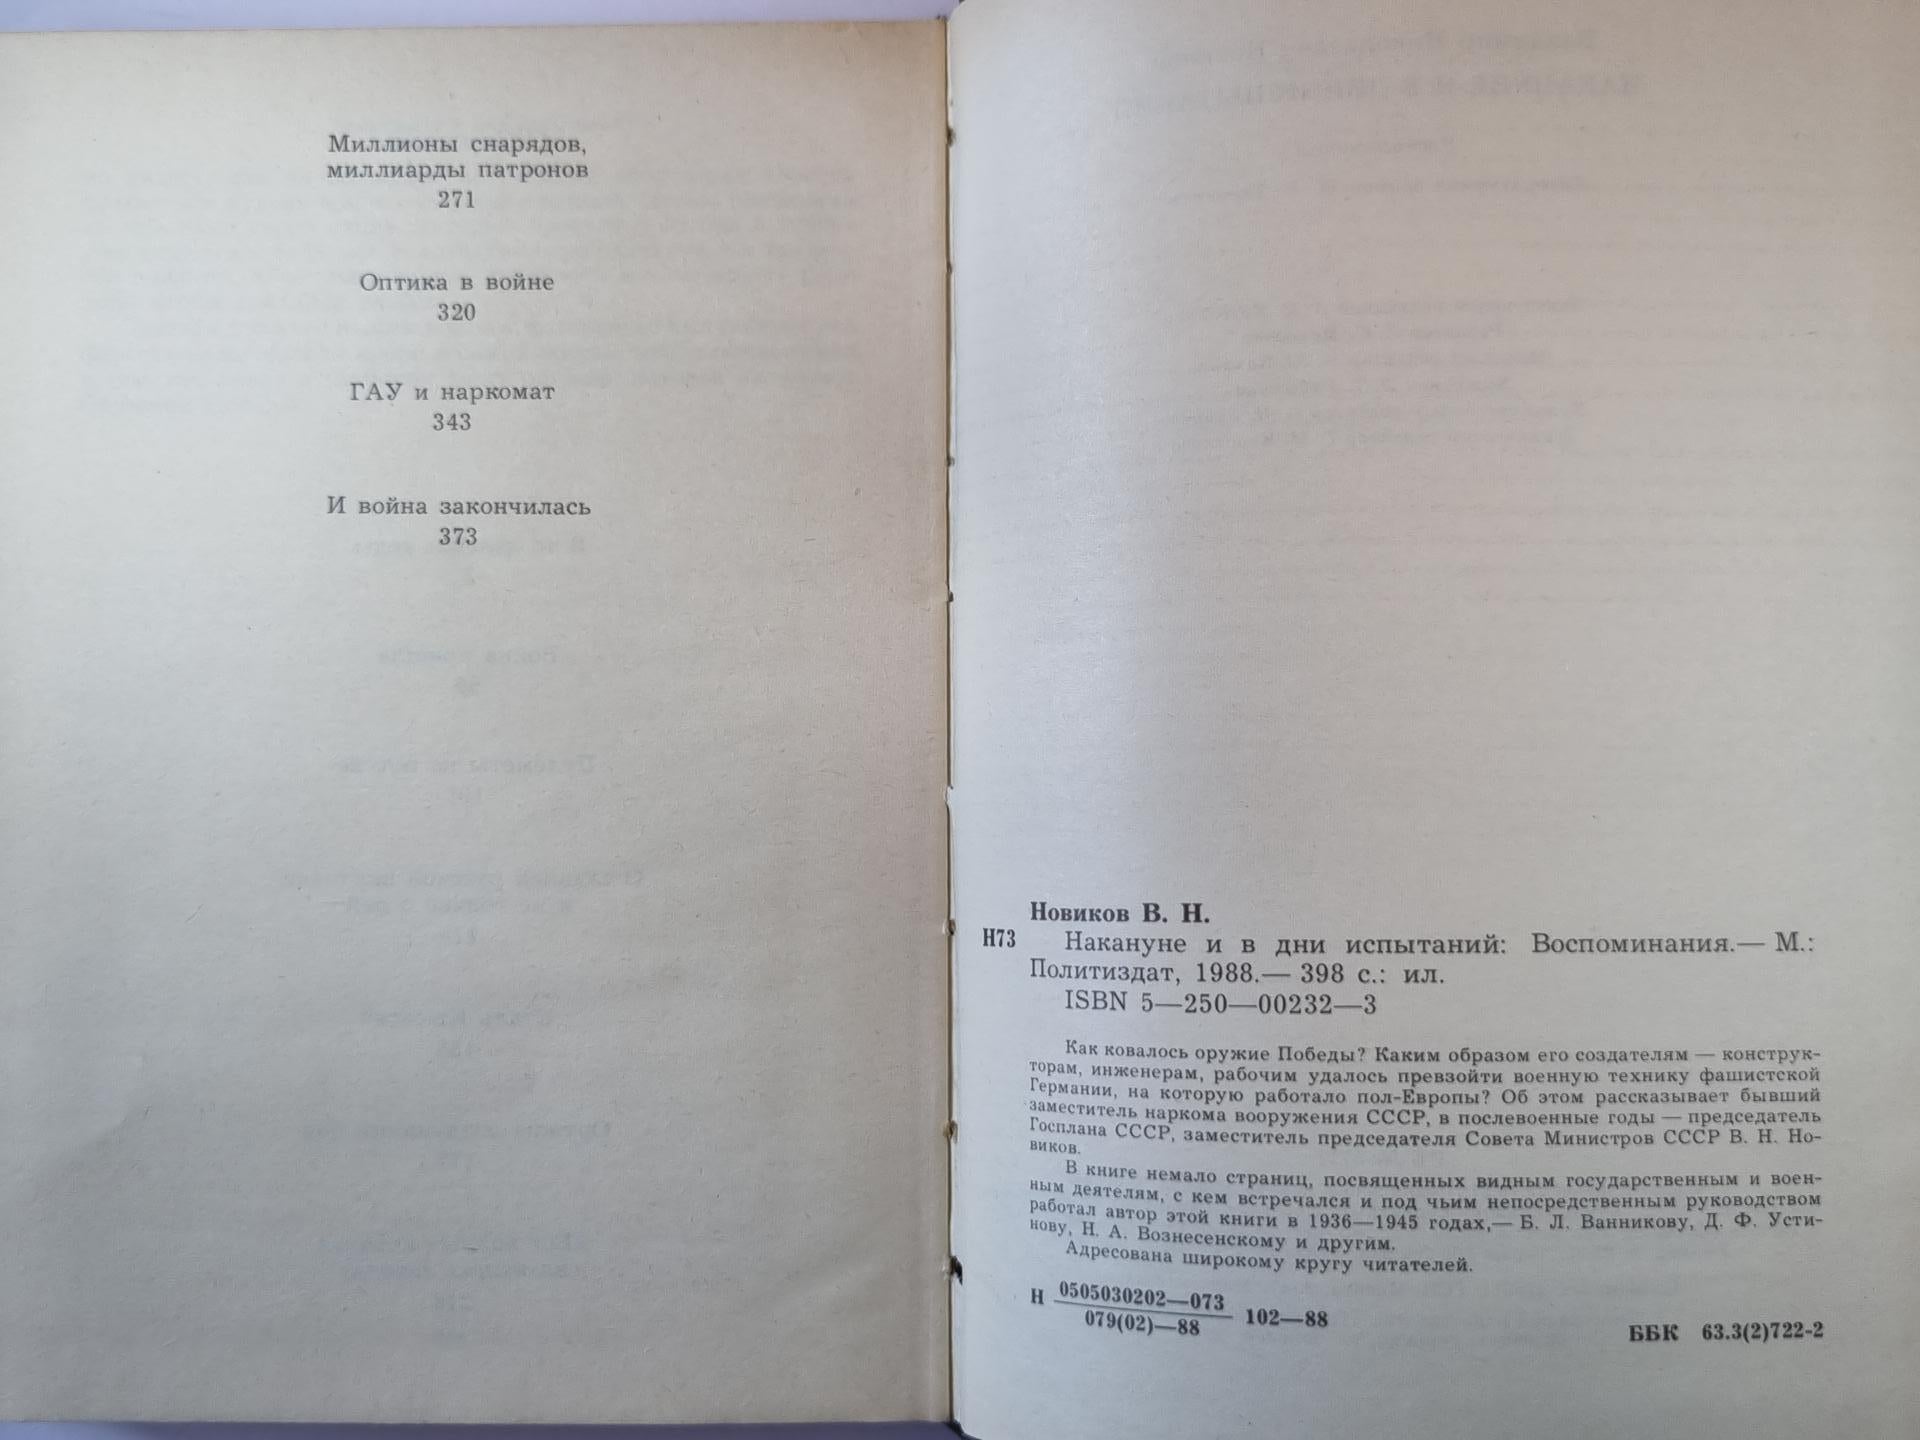 Миллионы снарядов,
миллиарды патронов
271
Оптика в войне
320
ГАУ и наркомат
343
И война закончилась
373
Новиков В. Н.
Н73 Накануне и в дни испытаний: Воспоминания.— М.:
Политиздат, 1988.— 398 с.: ил.
ISBN 5—250—00232—3
Как ковалось оружие Победы? Каким образом его создателям — конструк-
торам, инженерам, рабочим удалось превзойти военную технику фашистской
Германии, на которую работало пол-Европы? Об этом рассказывает бывший
заместитель наркома вооружения СССР, в послевоенные годы — председатель
Госплана СССР, заместитель председателя Совета Министров СССР В. Н. Но-
виков.
В книге немало страниц, посвященных видным государственным и воен-
ным деятелям, с кем встречался и под чьим непосредственным руководством
работал автор этой книги в 1936—1945 годах,— Б. Л. Ванникову, Д. Ф. Усти-
нову, Н. А. Вознесенскому и другим.
Адресована широкому кругу читателей.
Н 0505030202—073
079(02)—88 102—88
ББК 63.3(2)722-2